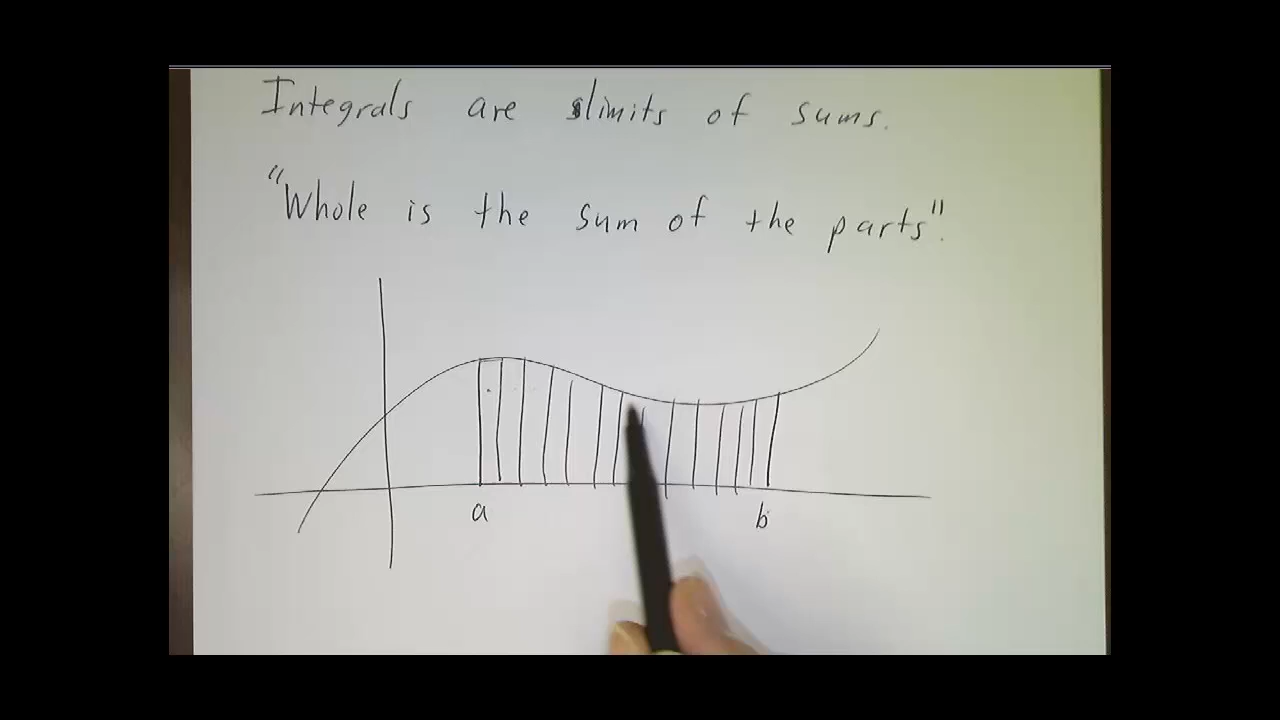 Integrals are limits of sums.
"Whole is the sum of the parts".
a
b